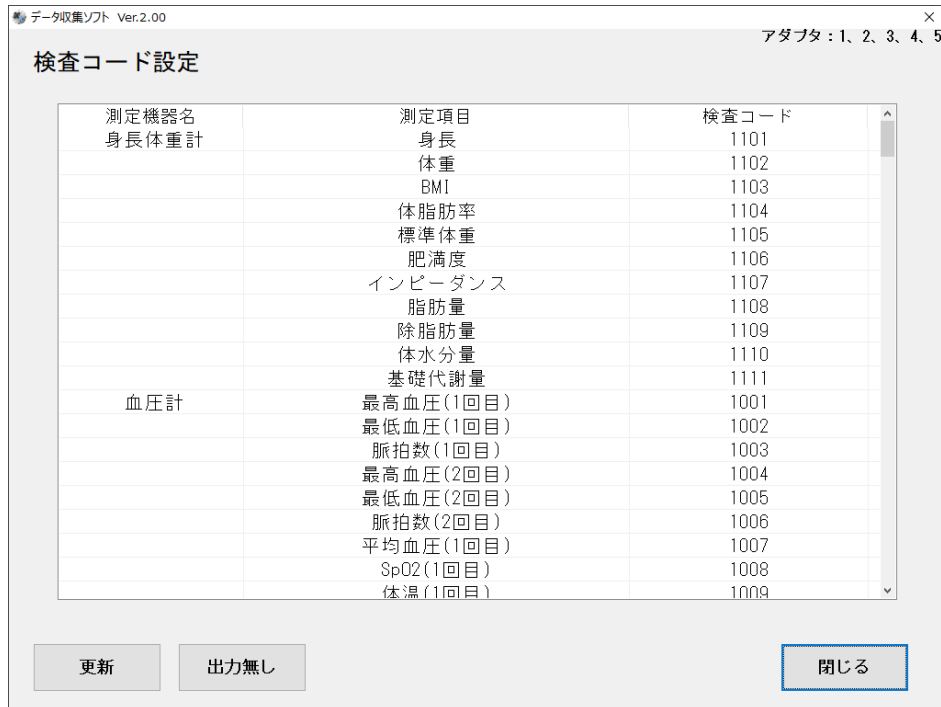 データ収集ソフト Ver.2.00
アダプタ：1、2、3、4、5
検査コード設定
測定機器名 測定項目 検査コード
身長体重計 身長 1101
体重 1102
BMI 1103
体脂肪率 1104
標準体重 1105
肥満度 1106
インピーダンス 1107
脂肪量 1108
除脂肪量 1109
体水分量 1110
基礎代謝量 1111
血圧計 最高血圧(1回目) 1001
最低血圧(1回目) 1002
脈拍数(1回目) 1003
最高血圧(2回目) 1004
最低血圧(2回目) 1005
脈拍数(2回目) 1006
平均血圧(1回目) 1007
SpO2(1回目) 1008
体温(1回目) 1009
更新 出力無し 閉じる